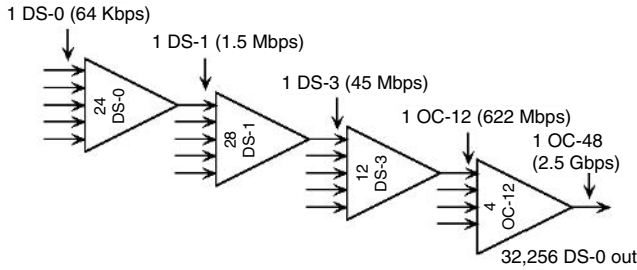 1 DS-0 (64 Kbps)
1 DS-1 (1.5 Mbps)
1 DS-3 (45 Mbps)
1 OC-12 (622 Mbps)
1 OC-48
(2.5 Gbps)
24
DS-0
28
DS-1
12
DS-3
4
OC-12
32,256 DS-0 out